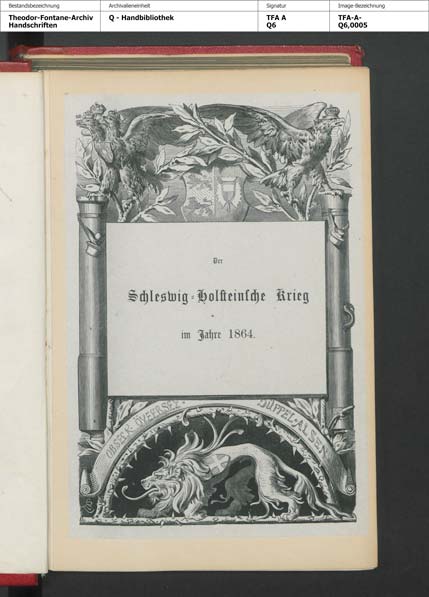 Bestandsbezeichnung
Theodor-Fontane-Archiv
Handschriften
Archivalieneinheit
Q - Handbibliothek
Signatur
TFA A
Q6
Image-Bezeichnung
TFA-A-
Q6,0005
Der
Schleswig-Holsteinsche Krieg
im Jahre 1864.
OEVERSEE.
DÜPPEL-ALSEN